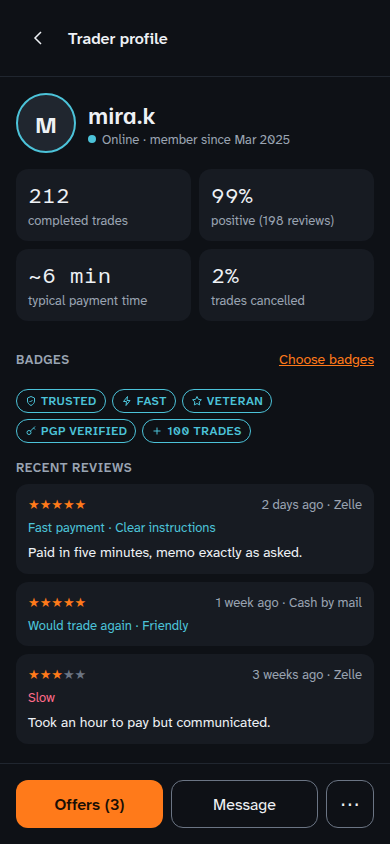 Trader profile
M
mira.k
Online · member since Mar 2025
212
completed trades
99%
positive (198 reviews)
~6 min
typical payment time
2%
trades cancelled
BADGES
Choose badges
TRUSTED
FAST
VETERAN
PGP VERIFIED
100 TRADES
RECENT REVIEWS
★★★★★ 2 days ago · Zelle
Fast payment · Clear instructions
Paid in five minutes, memo exactly as asked.
★★★★★ 1 week ago · Cash by mail
Would trade again · Friendly
★★★★★ 3 weeks ago · Zelle
Slow
Took an hour to pay but communicated.
Offers (3)
Message
⋯